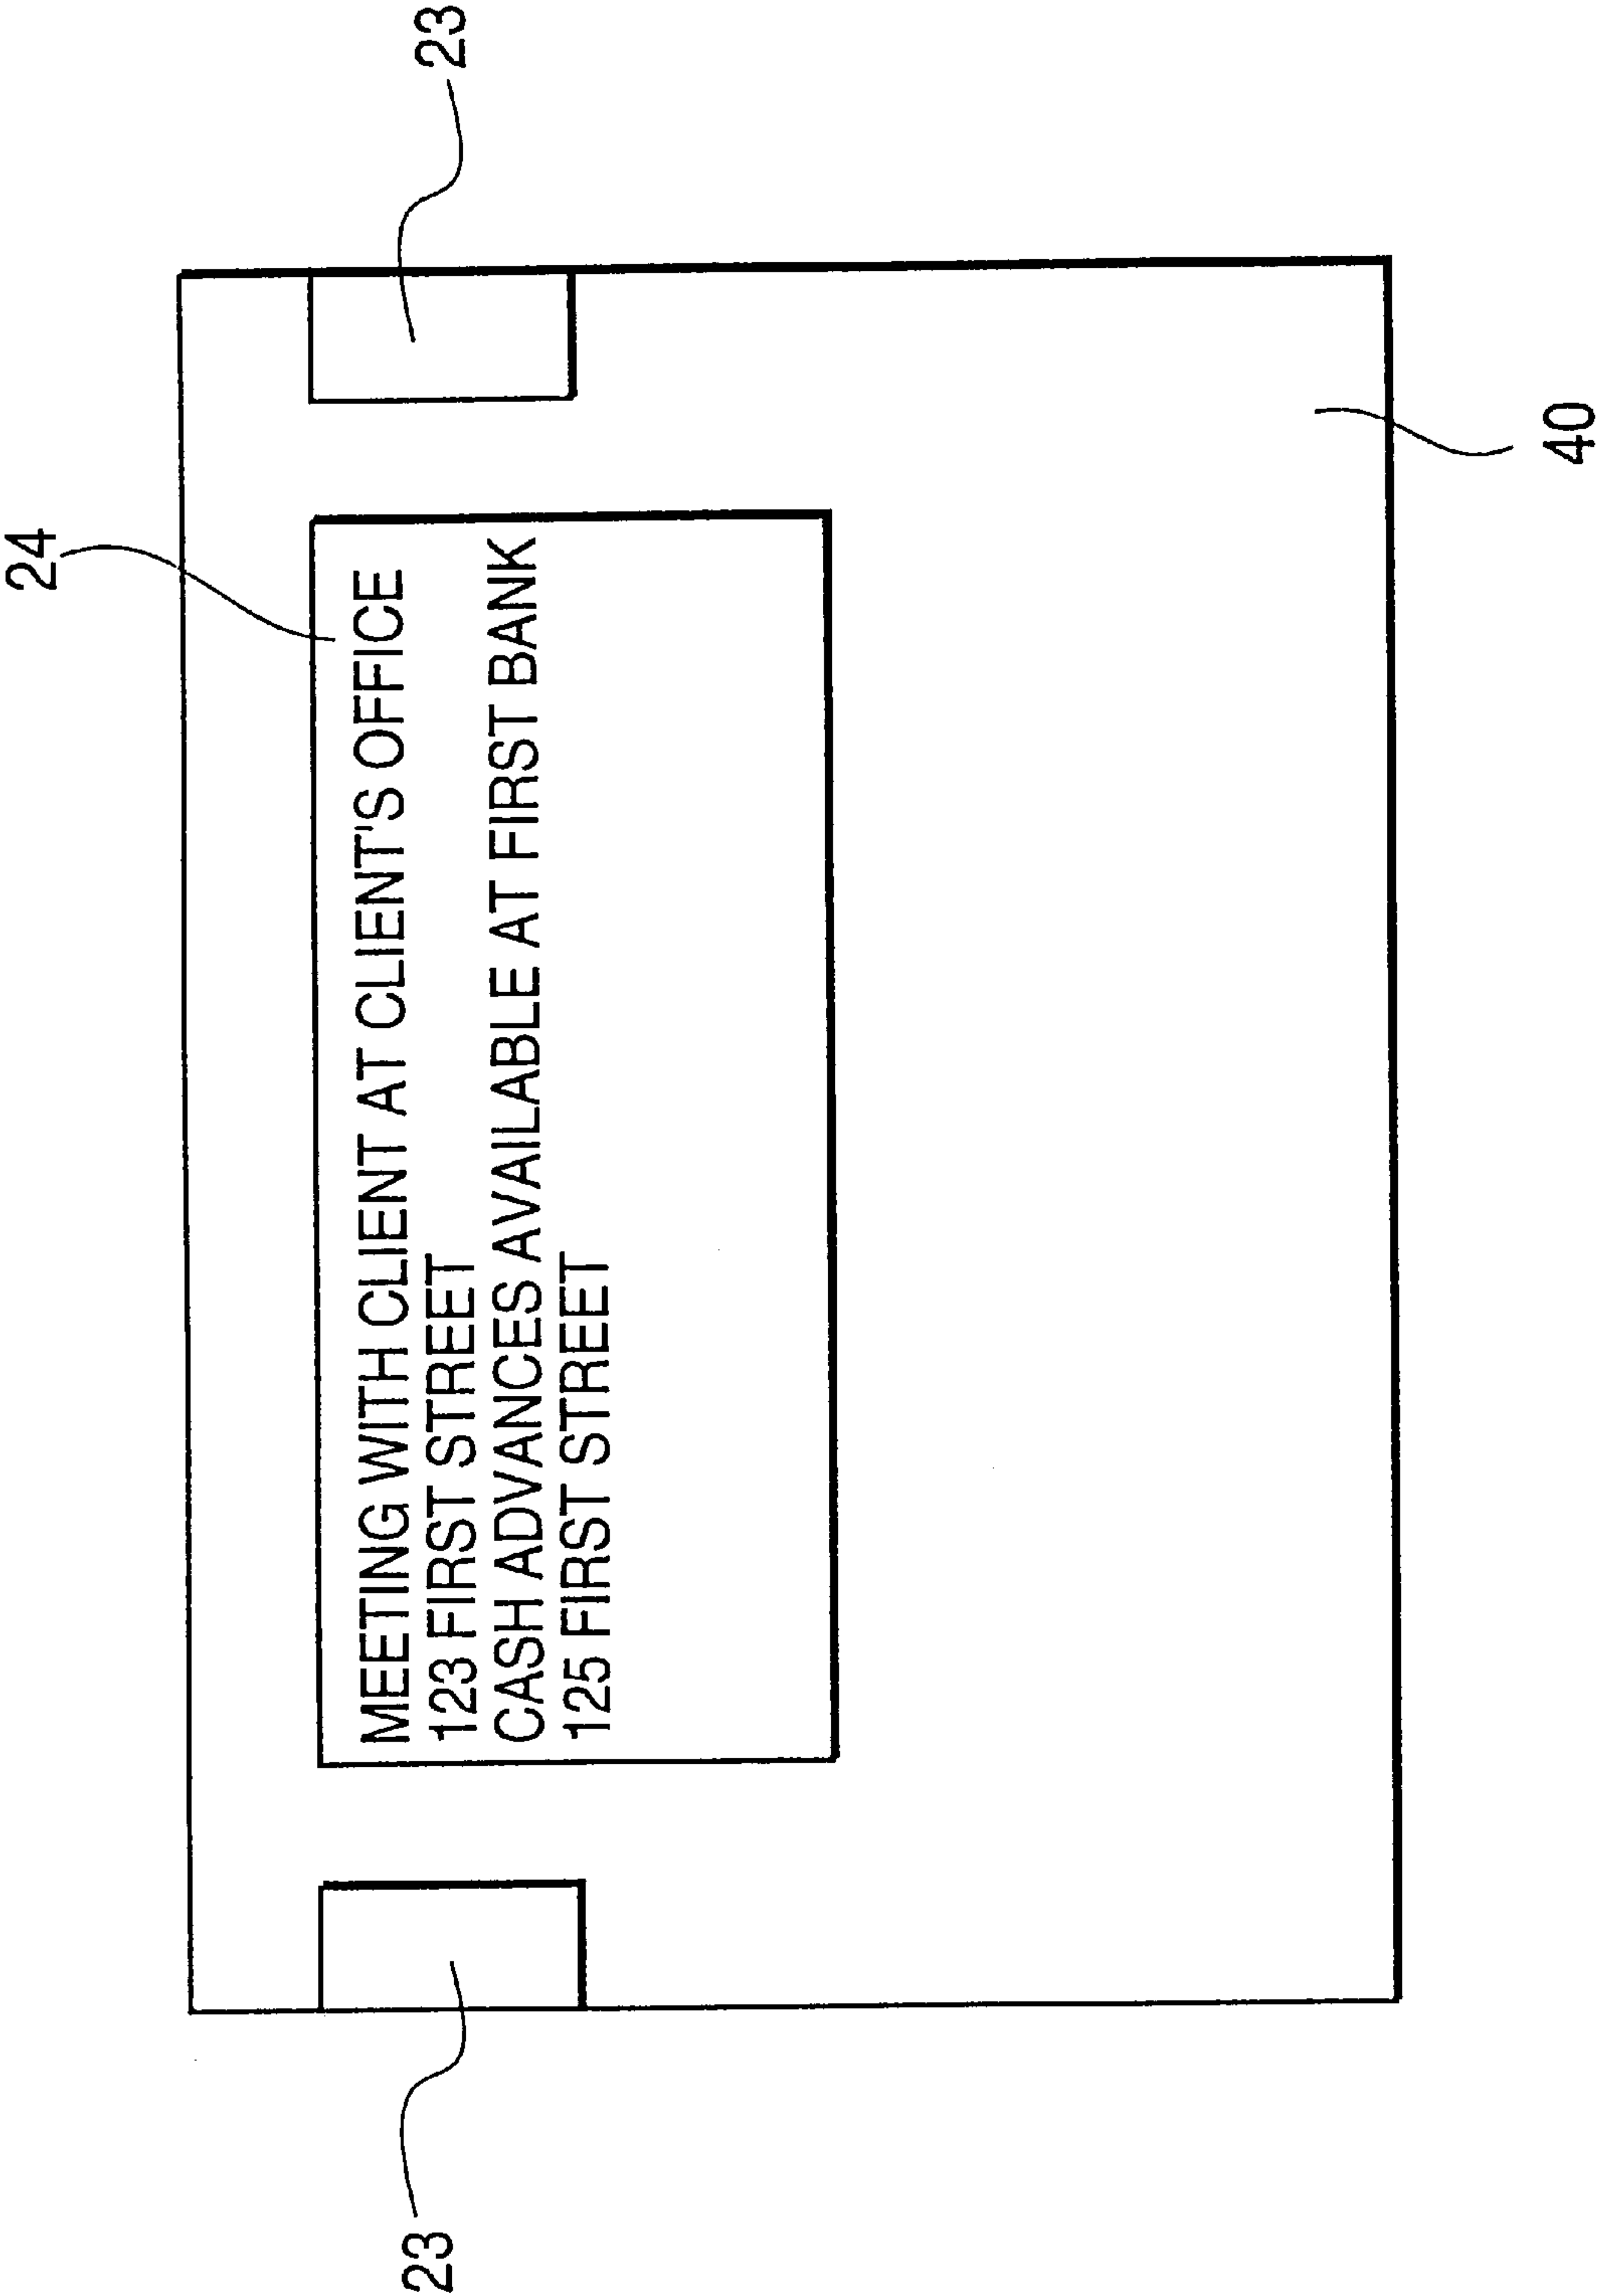 24
MEETING WITH CLIENT AT CLIENT'S OFFICE
123 FIRST STREET
CASH ADVANCES AVAILABLE AT FIRST BANK
125 FIRST STREET
23
23
40